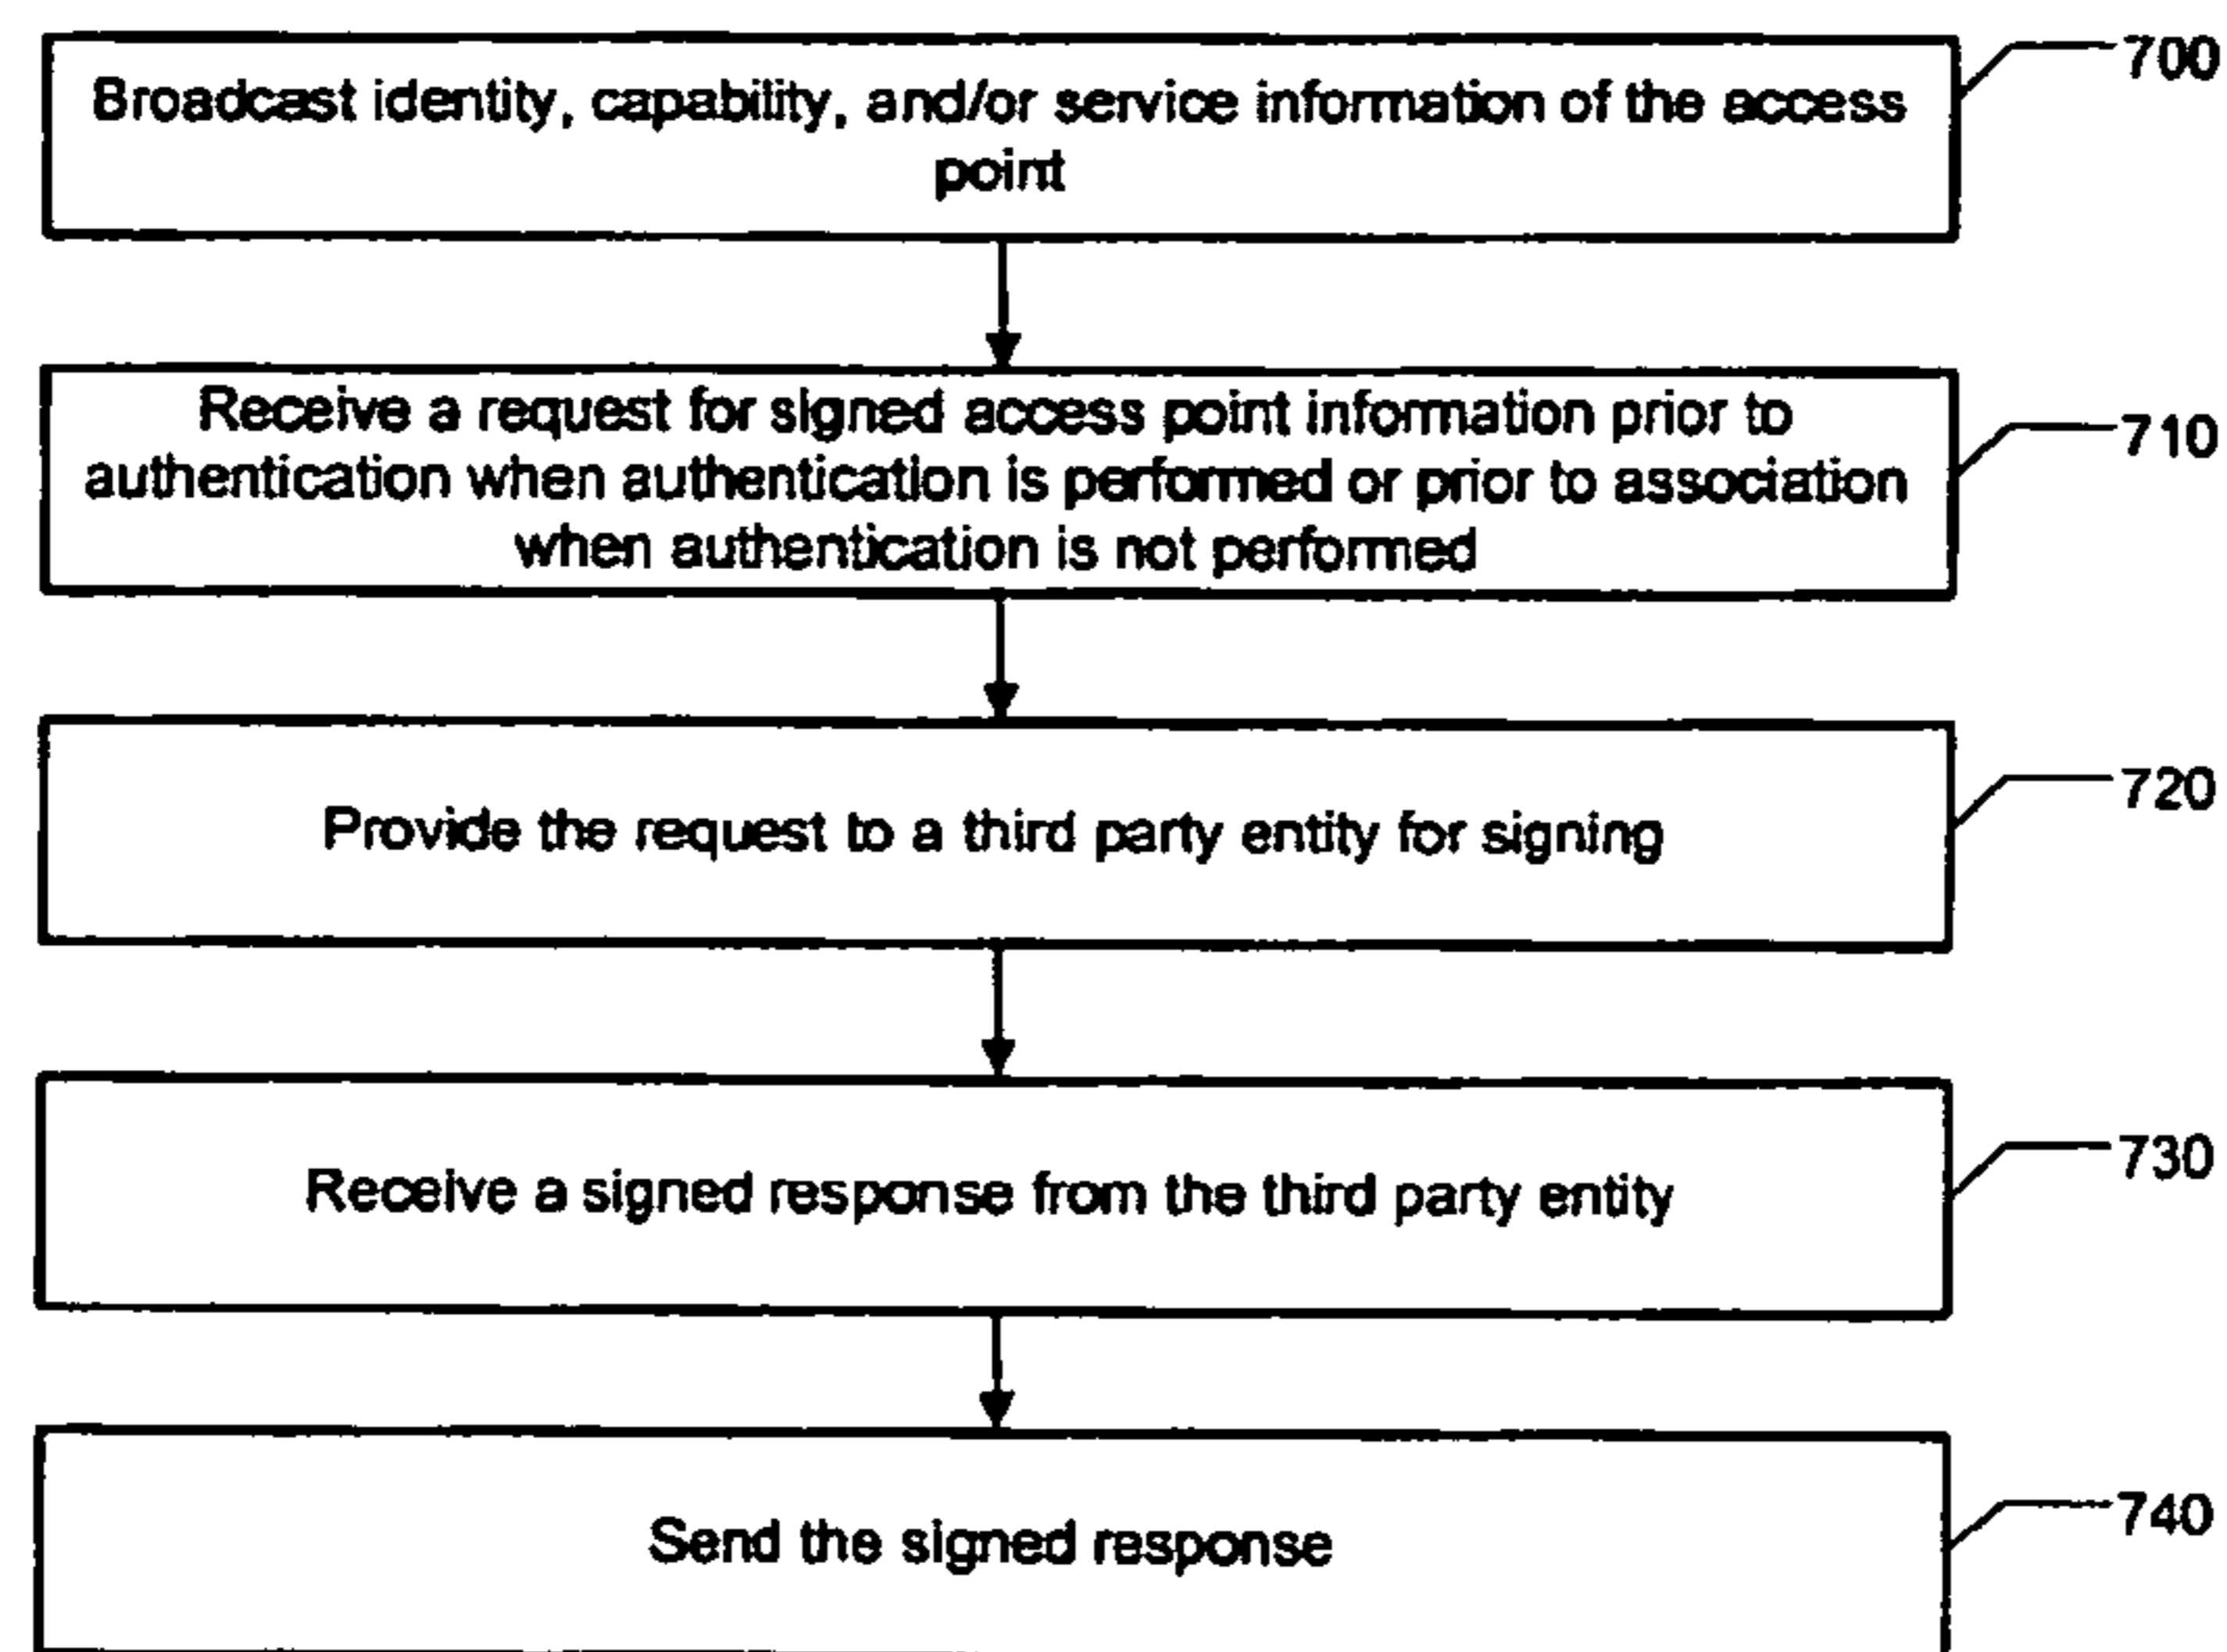 Broadcast identity, capability, and/or service information of the access
point
700
Receive a request for signed access point information prior to
authentication when authentication is performed or prior to association
when authentication is not performed
710
Provide the request to a third party entity for signing
720
Receive a signed response from the third party entity
730
Send the signed response
740